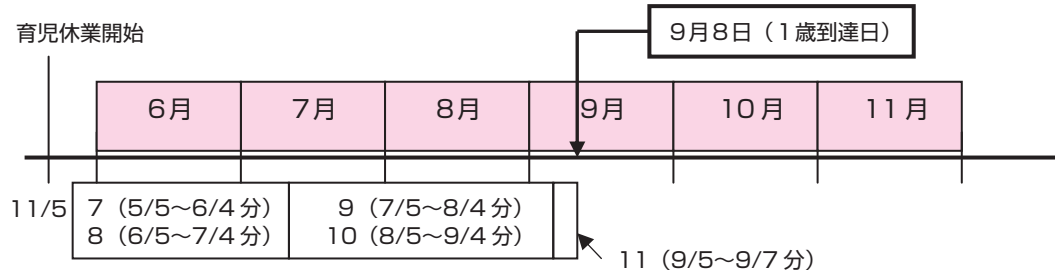 育児休業開始
9月8日（1歳到達日）
6月 7月 8月 9月 10月 11月
11/5
7（5/5〜6/4分） 9（7/5〜8/4分）
8（6/5〜7/4分） 10（8/5〜9/4分）
11（9/5〜9/7分）